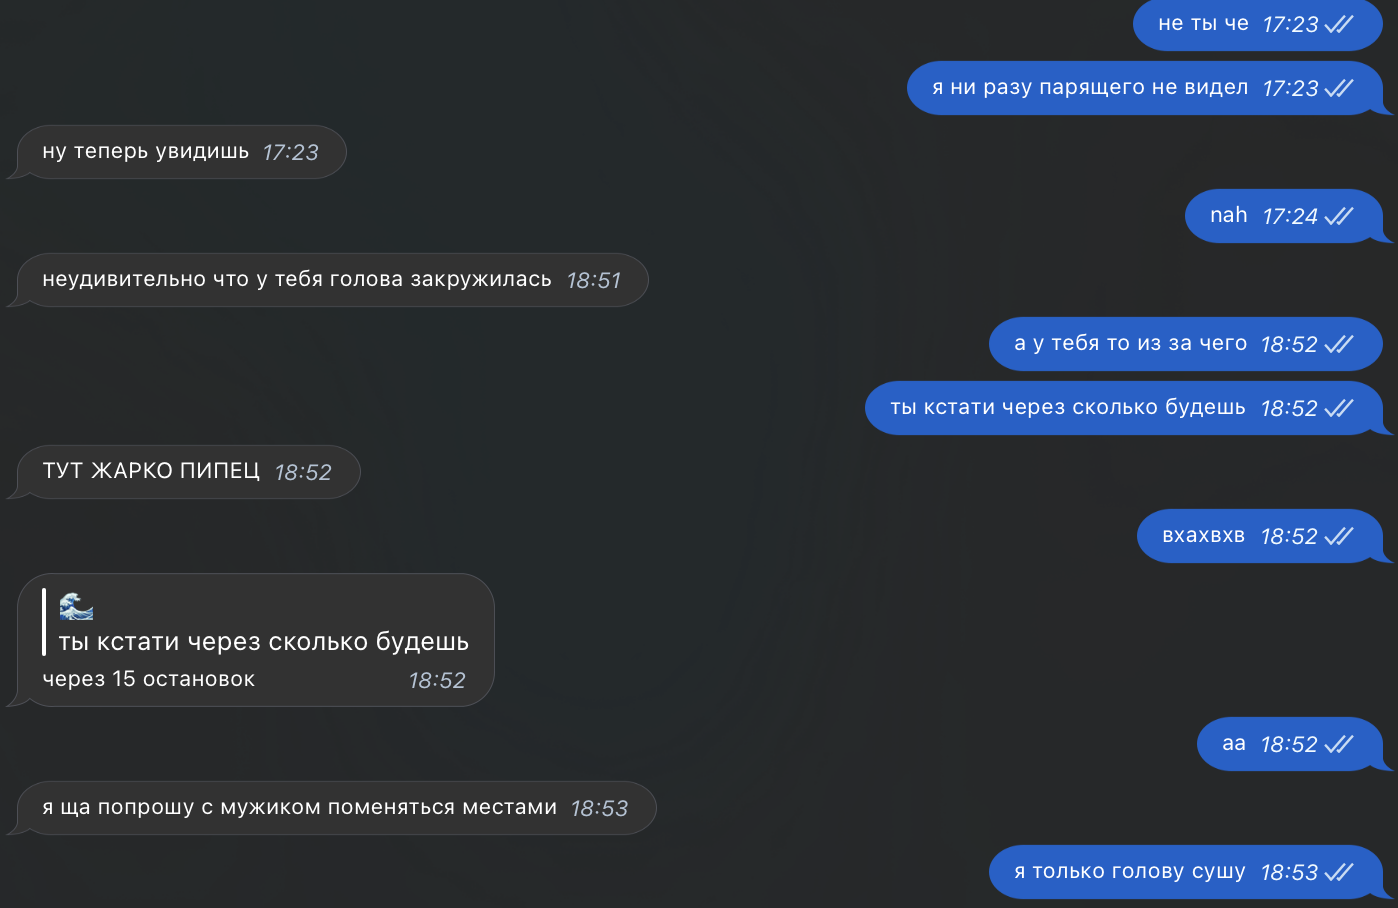 не ты че 17:23
я ни разу парящего не видел 17:23
ну теперь увидишь 17:23
nah 17:24
неудивительно что у тебя голова закружилась 18:51
а у тебя то из за чего 18:52
ты кстати через сколько будешь 18:52
ТУТ ЖАРКО ПИПЕЦ 18:52
вхахвхв 18:52
🌊
ты кстати через сколько будешь
через 15 остановок 18:52
аа 18:52
я ща попрошу с мужиком поменяться местами 18:53
я только голову сушу 18:53